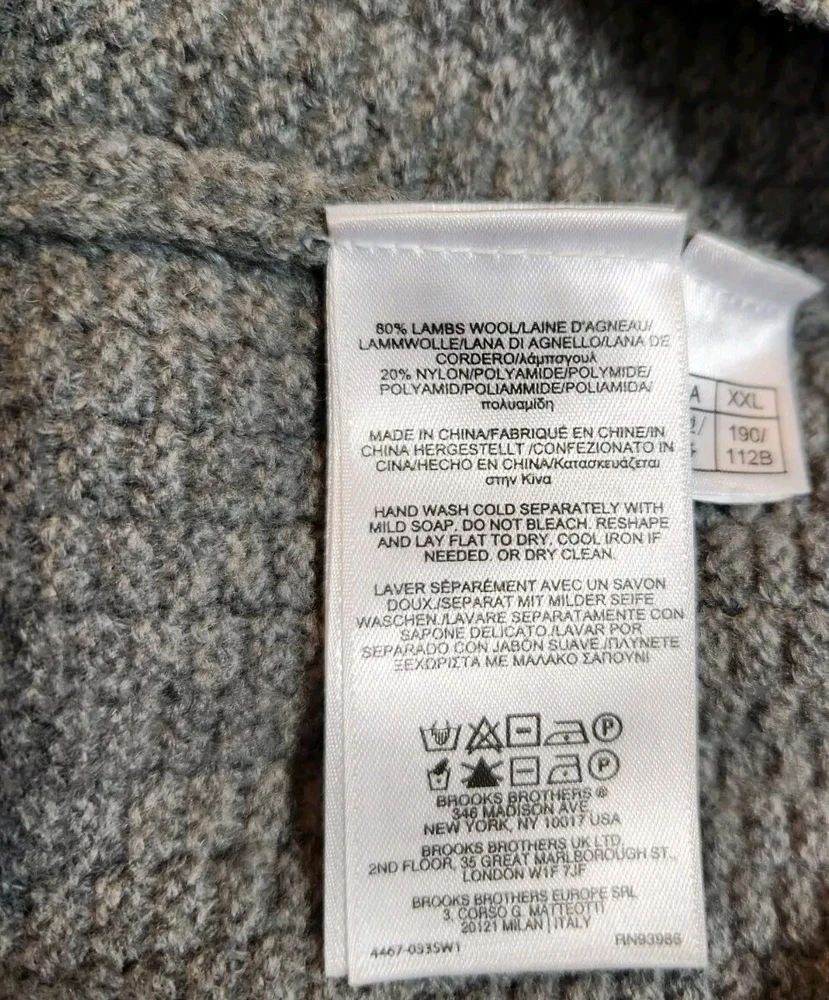 80% LAMBS WOOL/LAINE D'AGNEAU/
LAMMWOLLE/LANA DI AGNELLO/LANA DE
CORDERO/λάμπσγουλ
20% NYLON/POLYAMIDE/POLYMIDE/
POLYAMID/POLIAMMIDE/POLIAMIDA/
πολυαμίδη
MADE IN CHINA/FABRIQUÉ EN CHINE/IN
CHINA HERGESTELLT /CONFEZIONATO IN
CINA/HECHO EN CHINA/Κατασκευάζεται
στην Κίνα
HAND WASH COLD SEPARATELY WITH
MILD SOAP. DO NOT BLEACH. RESHAPE
AND LAY FLAT TO DRY. COOL IRON IF
NEEDED. OR DRY CLEAN.
LAVER SÉPARÉMENT AVEC UN SAVON
DOUX./SEPARAT MIT MILDER SEIFE
WASCHEN./LAVARE SEPARATAMENTE CON
SAPONE DELICATO./LAVAR POR
SEPARADO CON JABÓN SUAVE./ΠΛΥΝΕΤΕ
ΞΕΧΩΡΙΣΤΑ ΜΕ ΜΑΛΑΚΟ ΣΑΠΟΥΝΙ
P
P
BROOKS BROTHERS ®
346 MADISON AVE.
NEW YORK, NY 10017 USA
BROOKS BROTHERS UK LTD
2ND FLOOR, 35 GREAT MARLBOROUGH ST.,
LONDON W1F 7JF
BROOKS BROTHERS EUROPE SRL
3, CORSO G. MATTEOTTI
20121 MILAN | ITALY
4467-033SW1 RN93986
A XXL
190/
112B